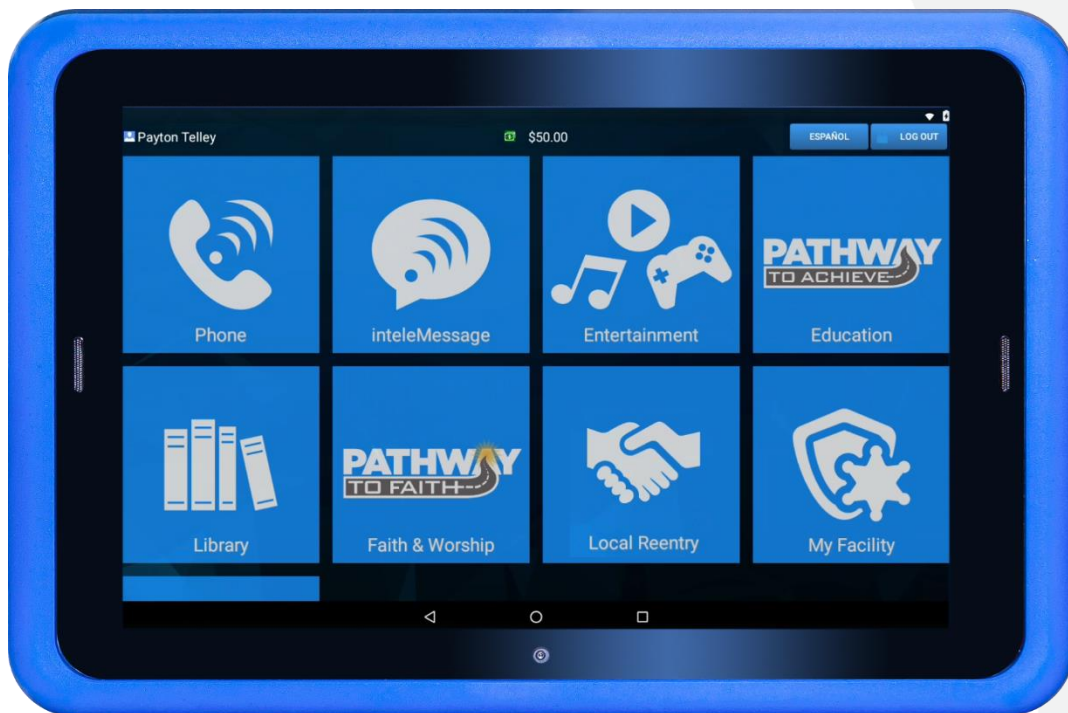 Payton Telley
$50.00
ESPAÑOL
LOG OUT
Phone
inteleMessage
Entertainment
PATHWAY
TO ACHIEVE
Education
Library
PATHWAY
TO FAITH
Faith & Worship
Local Reentry
My Facility